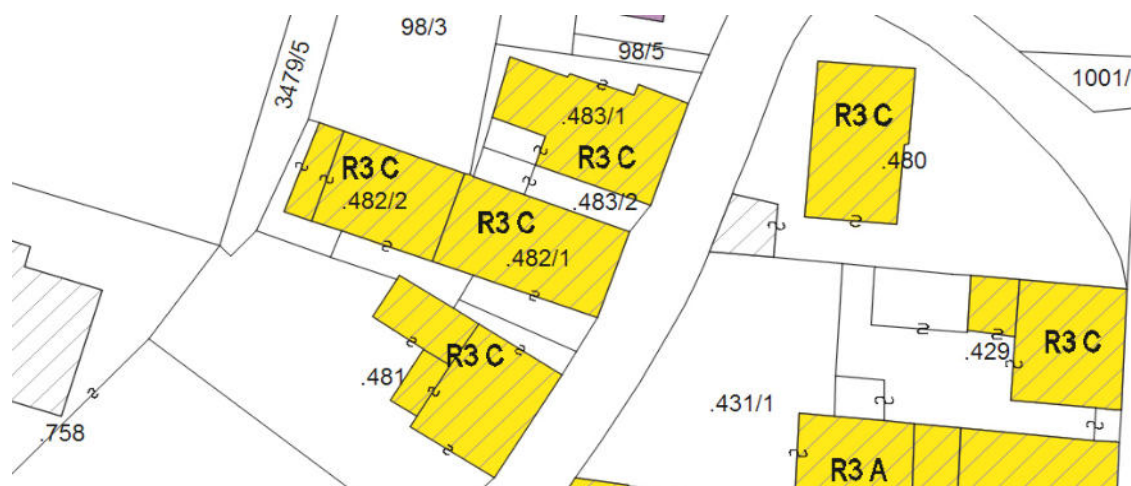 98/3
98/5
3479/5
1001/
.483/1
R3 C
R3 C
.480
R3 C
.482/2
.483/2
R3 C
.482/1
R3 C
.481
.429
R3 C
.431/1
.758
R3 A